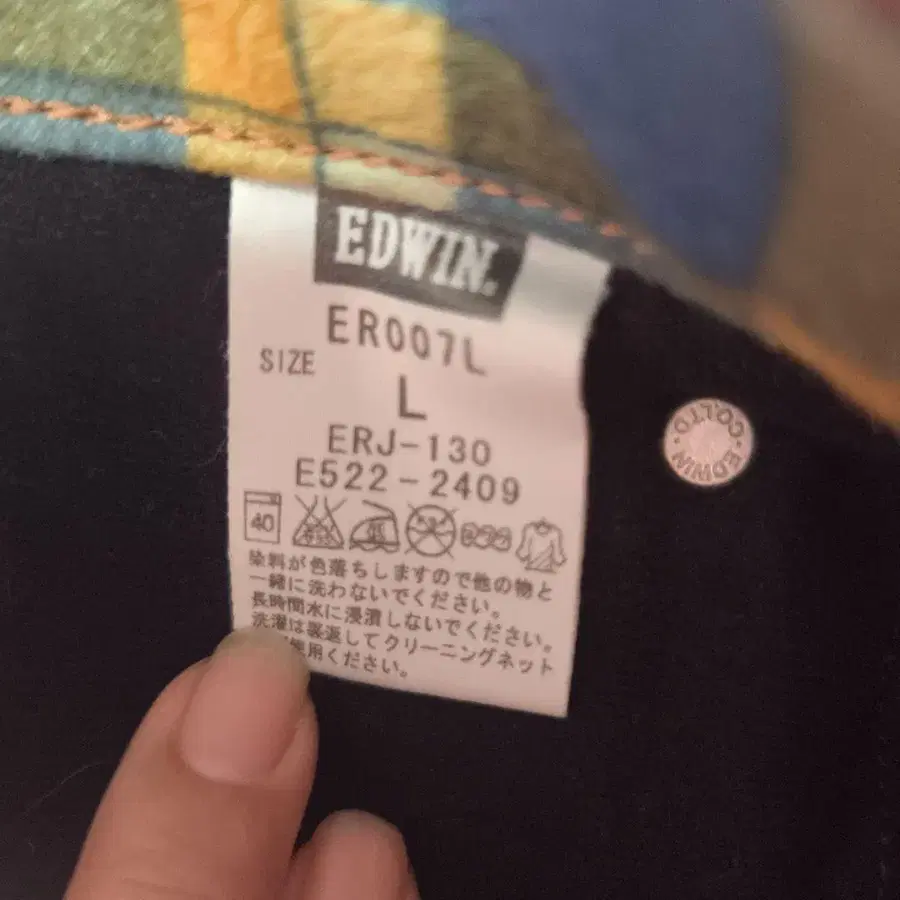 EDWIN.
ER007L
SIZE
L
ERJ-130
E522-2409
40
染料が色落ちしますので他の物と
一緒に洗わないでください。
長時間水に浸漬しないでください。
洗濯は裏返してクリーニングネット
使用ください。
EDWIN・CO.LTD・